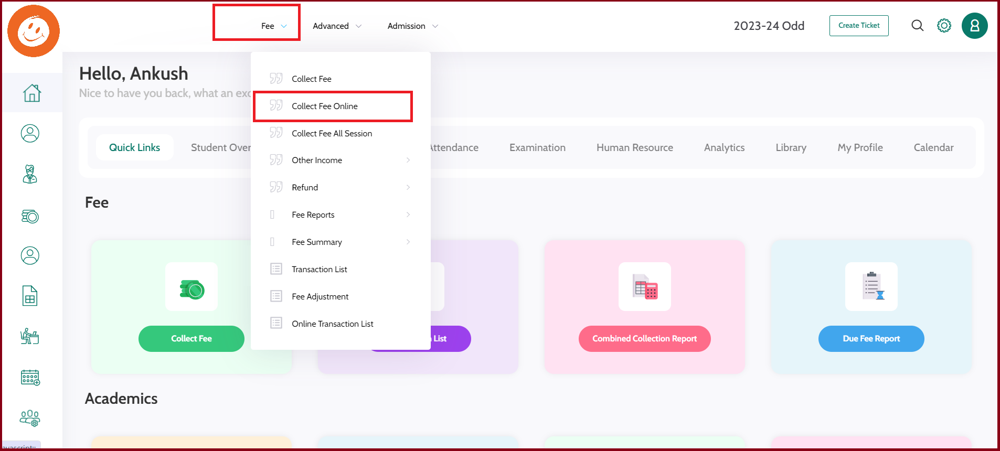 Fee
Advanced
Admission
2023-24 Odd
Create Ticket
Hello, Ankush
Nice to have you back, what an exc
Collect Fee
Collect Fee Online
Collect Fee All Session
Other Income
Refund
Fee Reports
Fee Summary
Transaction List
Fee Adjustment
Online Transaction List
Quick Links
Student Over
Attendance
Examination
Human Resource
Analytics
Library
My Profile
Calendar
Fee
Collect Fee
List
Combined Collection Report
Due Fee Report
Academics
avascript:;